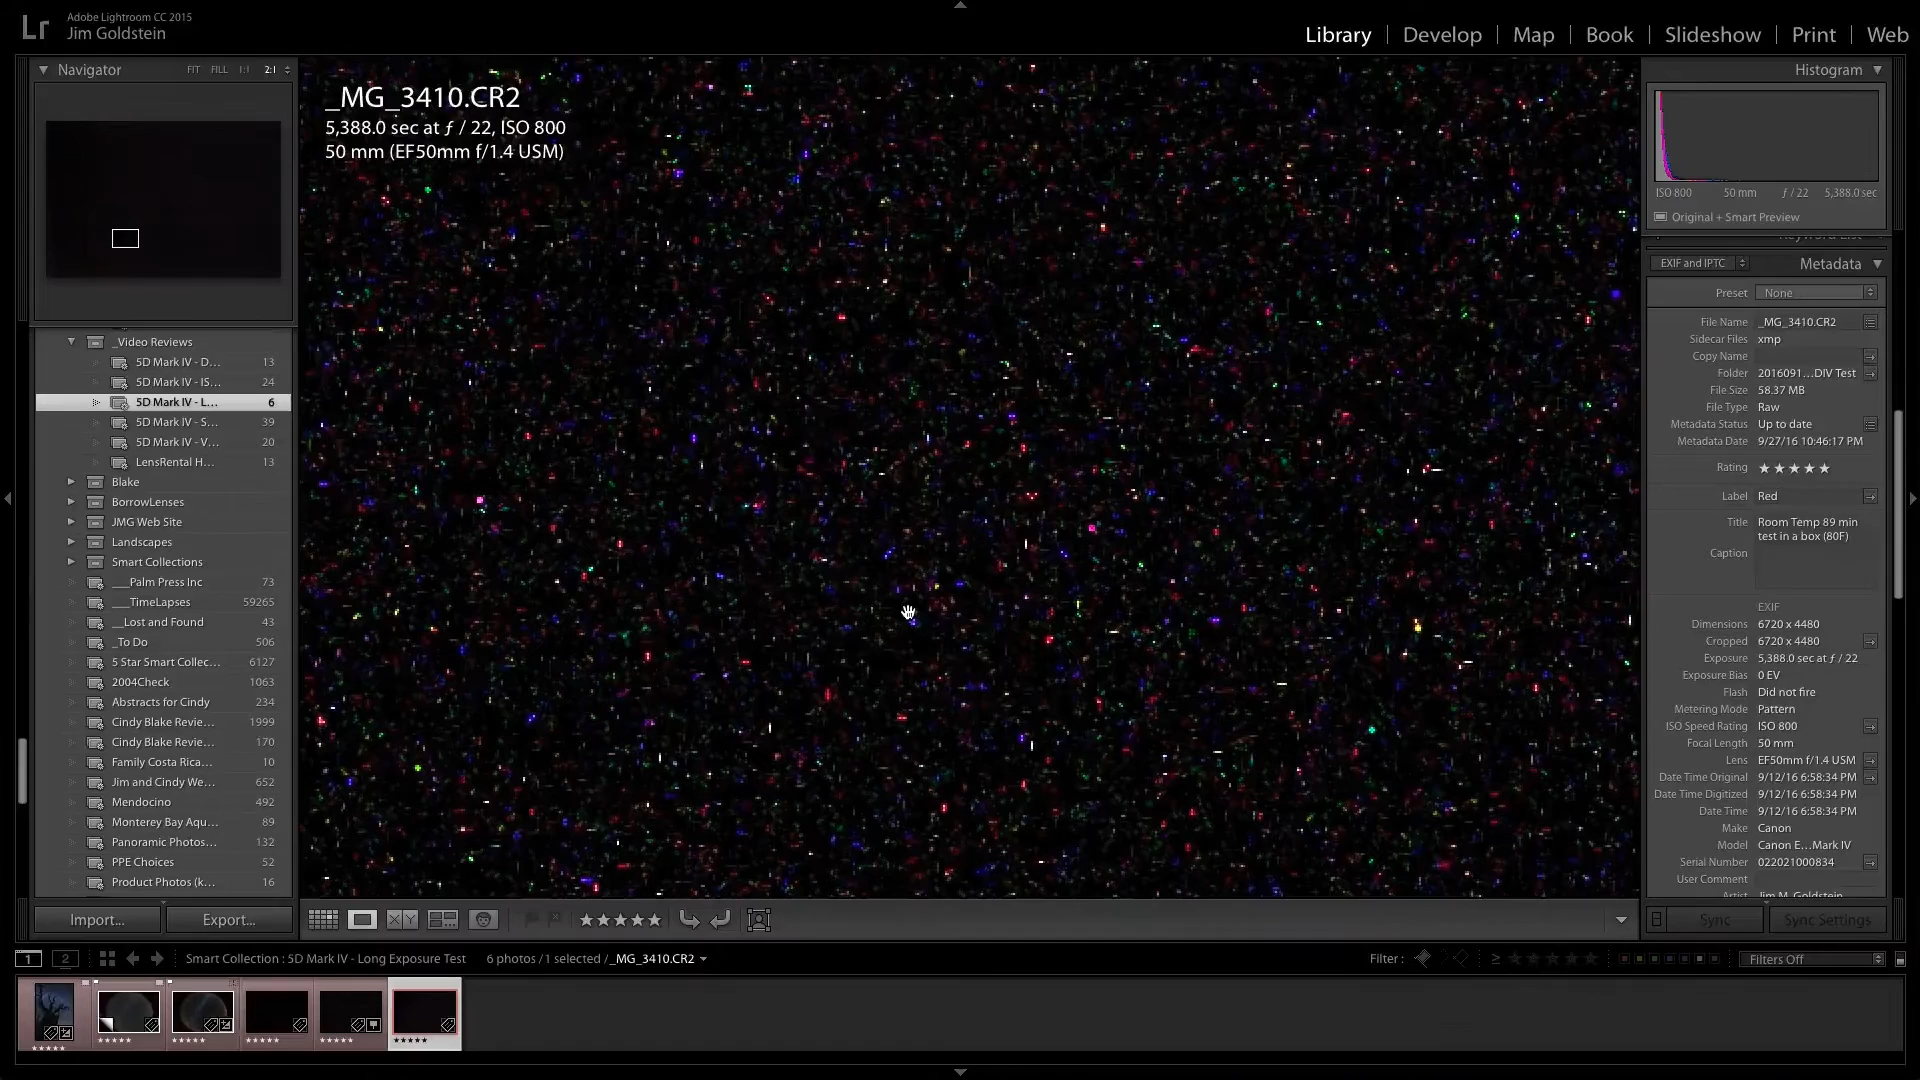 Lr
Adobe Lightroom CC 2015
Jim Goldstein
Library | Develop | Map | Book | Slideshow | Print | Web
Navigator FIT FILL 1:1 2:1
_MG_3410.CR2
5,388.0 sec at ƒ / 22, ISO 800
50 mm (EF50mm f/1.4 USM)
_Video Reviews
5D Mark IV - D... 13
5D Mark IV - IS... 24
5D Mark IV - L... 6
5D Mark IV - S... 39
5D Mark IV - V... 20
LensRental H... 13
Blake
BorrowLenses
JMG Web Site
Landscapes
Smart Collections
___Palm Press Inc 73
___TimeLapses 59265
__Lost and Found 43
_To Do 506
5 Star Smart Collec... 6127
2004Check 1063
Abstracts for Cindy 234
Cindy Blake Revie... 1999
Cindy Blake Revie... 170
Family Costa Rica... 10
Jim and Cindy We... 652
Mendocino 492
Monterey Bay Aqu... 89
Panoramic Photos... 132
PPE Choices 52
Product Photos (k... 16
Import... Export...
Histogram
ISO 800 50 mm ƒ / 22 5,388.0 sec
Original + Smart Preview
Keyword List
EXIF and IPTC Metadata
Preset None
File Name _MG_3410.CR2
Sidecar Files xmp
Copy Name
Folder 2016091...DIV Test
File Size 58.37 MB
File Type Raw
Metadata Status Up to date
Metadata Date 9/27/16 10:46:17 PM
Rating ★★★★★
Label Red
Title Room Temp 89 min
test in a box (80F)
Caption
EXIF
Dimensions 6720 x 4480
Cropped 6720 x 4480
Exposure 5,388.0 sec at ƒ / 22
Exposure Bias 0 EV
Flash Did not fire
Metering Mode Pattern
ISO Speed Rating ISO 800
Focal Length 50 mm
Lens EF50mm f/1.4 USM
Date Time Original 9/12/16 6:58:34 PM
Date Time Digitized 9/12/16 6:58:34 PM
Date Time 9/12/16 6:58:34 PM
Make Canon
Model Canon E...Mark IV
Serial Number 022021000834
User Comment
Artist Jim M. Goldstein
Sync Sync Settings
XY
1 2 Smart Collection : 5D Mark IV - Long Exposure Test 6 photos / 1 selected / _MG_3410.CR2 Filter : Filters Off